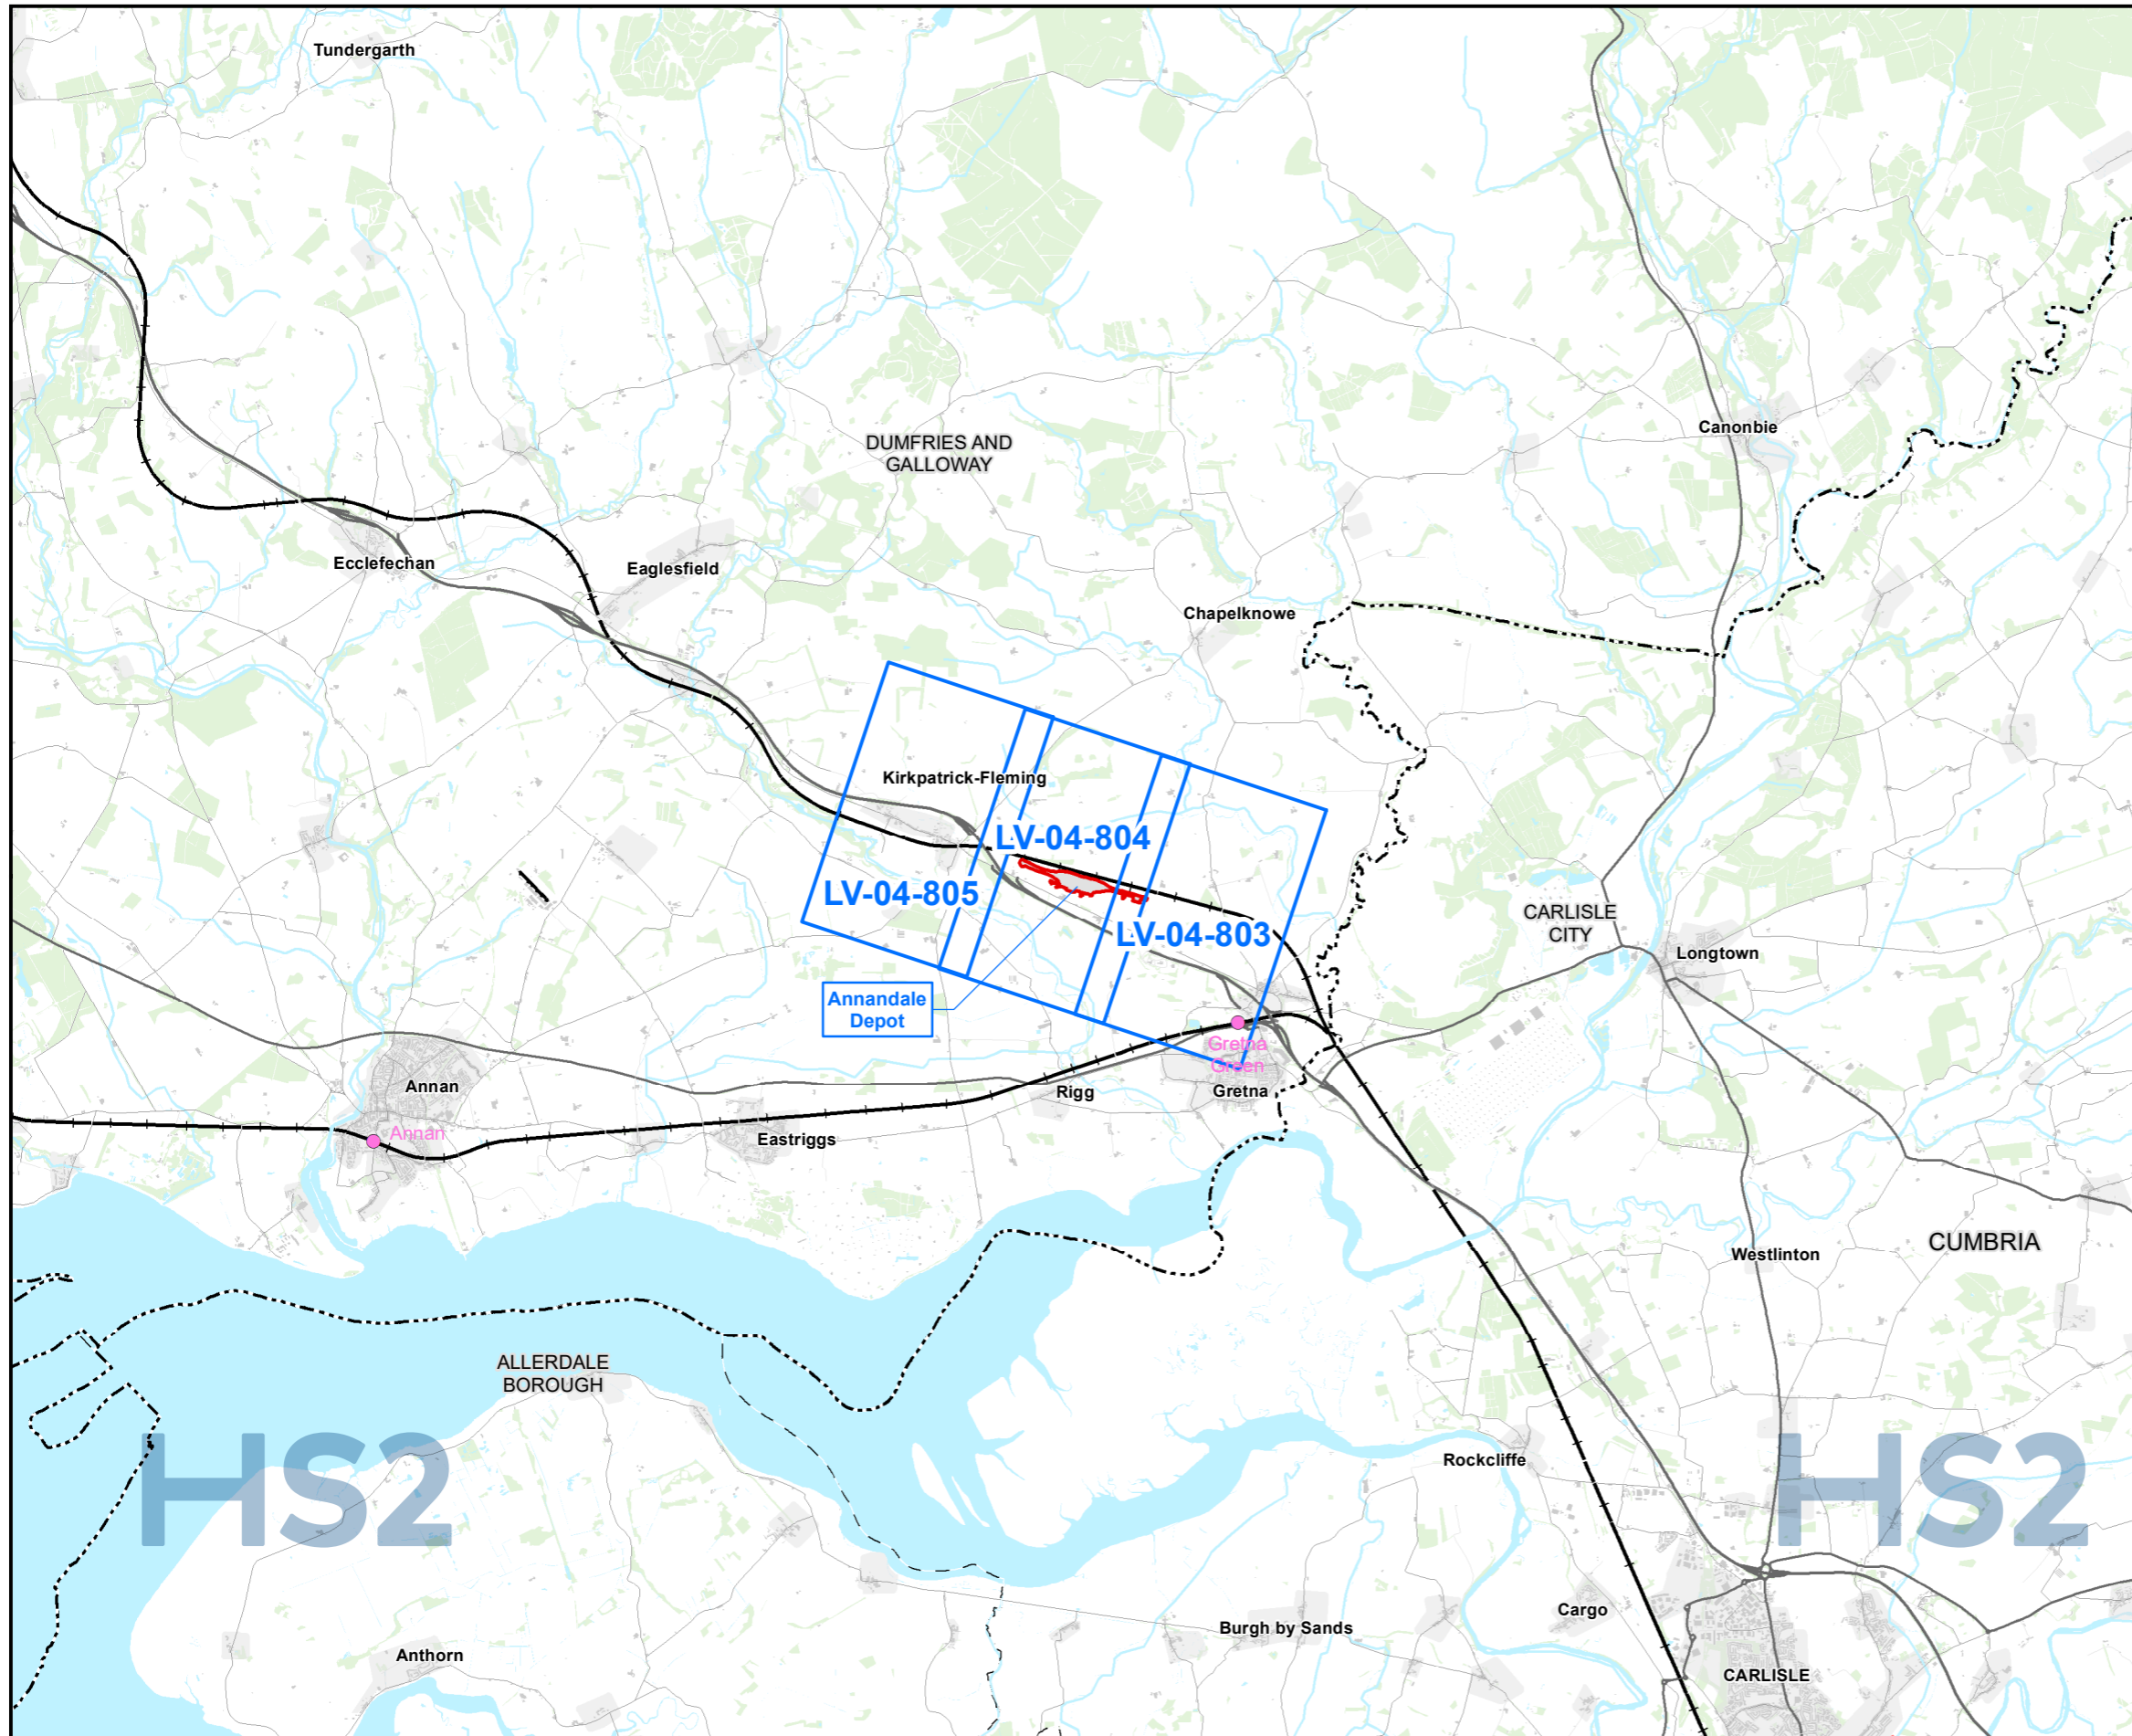 Tundergarth
DUMFRIES AND
GALLOWAY
Canonbie
Ecclefechan
Eaglesfield
Chapelknowe
Kirkpatrick-Fleming
LV-04-804
LV-04-805
LV-04-803
CARLISLE
CITY
Longtown
Annandale
Depot
Gretna
Green
Annan
Rigg
Gretna
Annan
Eastriggs
CUMBRIA
Westlinton
ALLERDALE
BOROUGH
Rockcliffe
HS2
HS2
Cargo
Burgh by Sands
Anthorn
CARLISLE